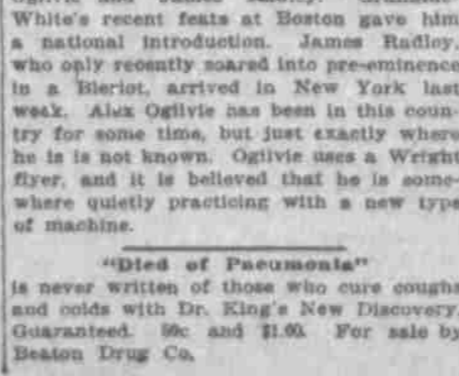 White's recent feats at Boston gave him
a national introduction. James Radley,
who only recently soared into pre-eminence
in a Bleriot, arrived in New York last
week. Alex Ogilvie has been in this coun-
try for some time, but just exactly where
he is is not known. Ogilvie uses a Wright
flyer, and it is believed that he is some-
where quietly practicing with a new type
of machine.
"Died of Pneumonia"
is never written of those who cure coughs
and colds with Dr. King's New Discovery.
Guaranteed. 50c and $1.00. For sale by
Beaton Drug Co.